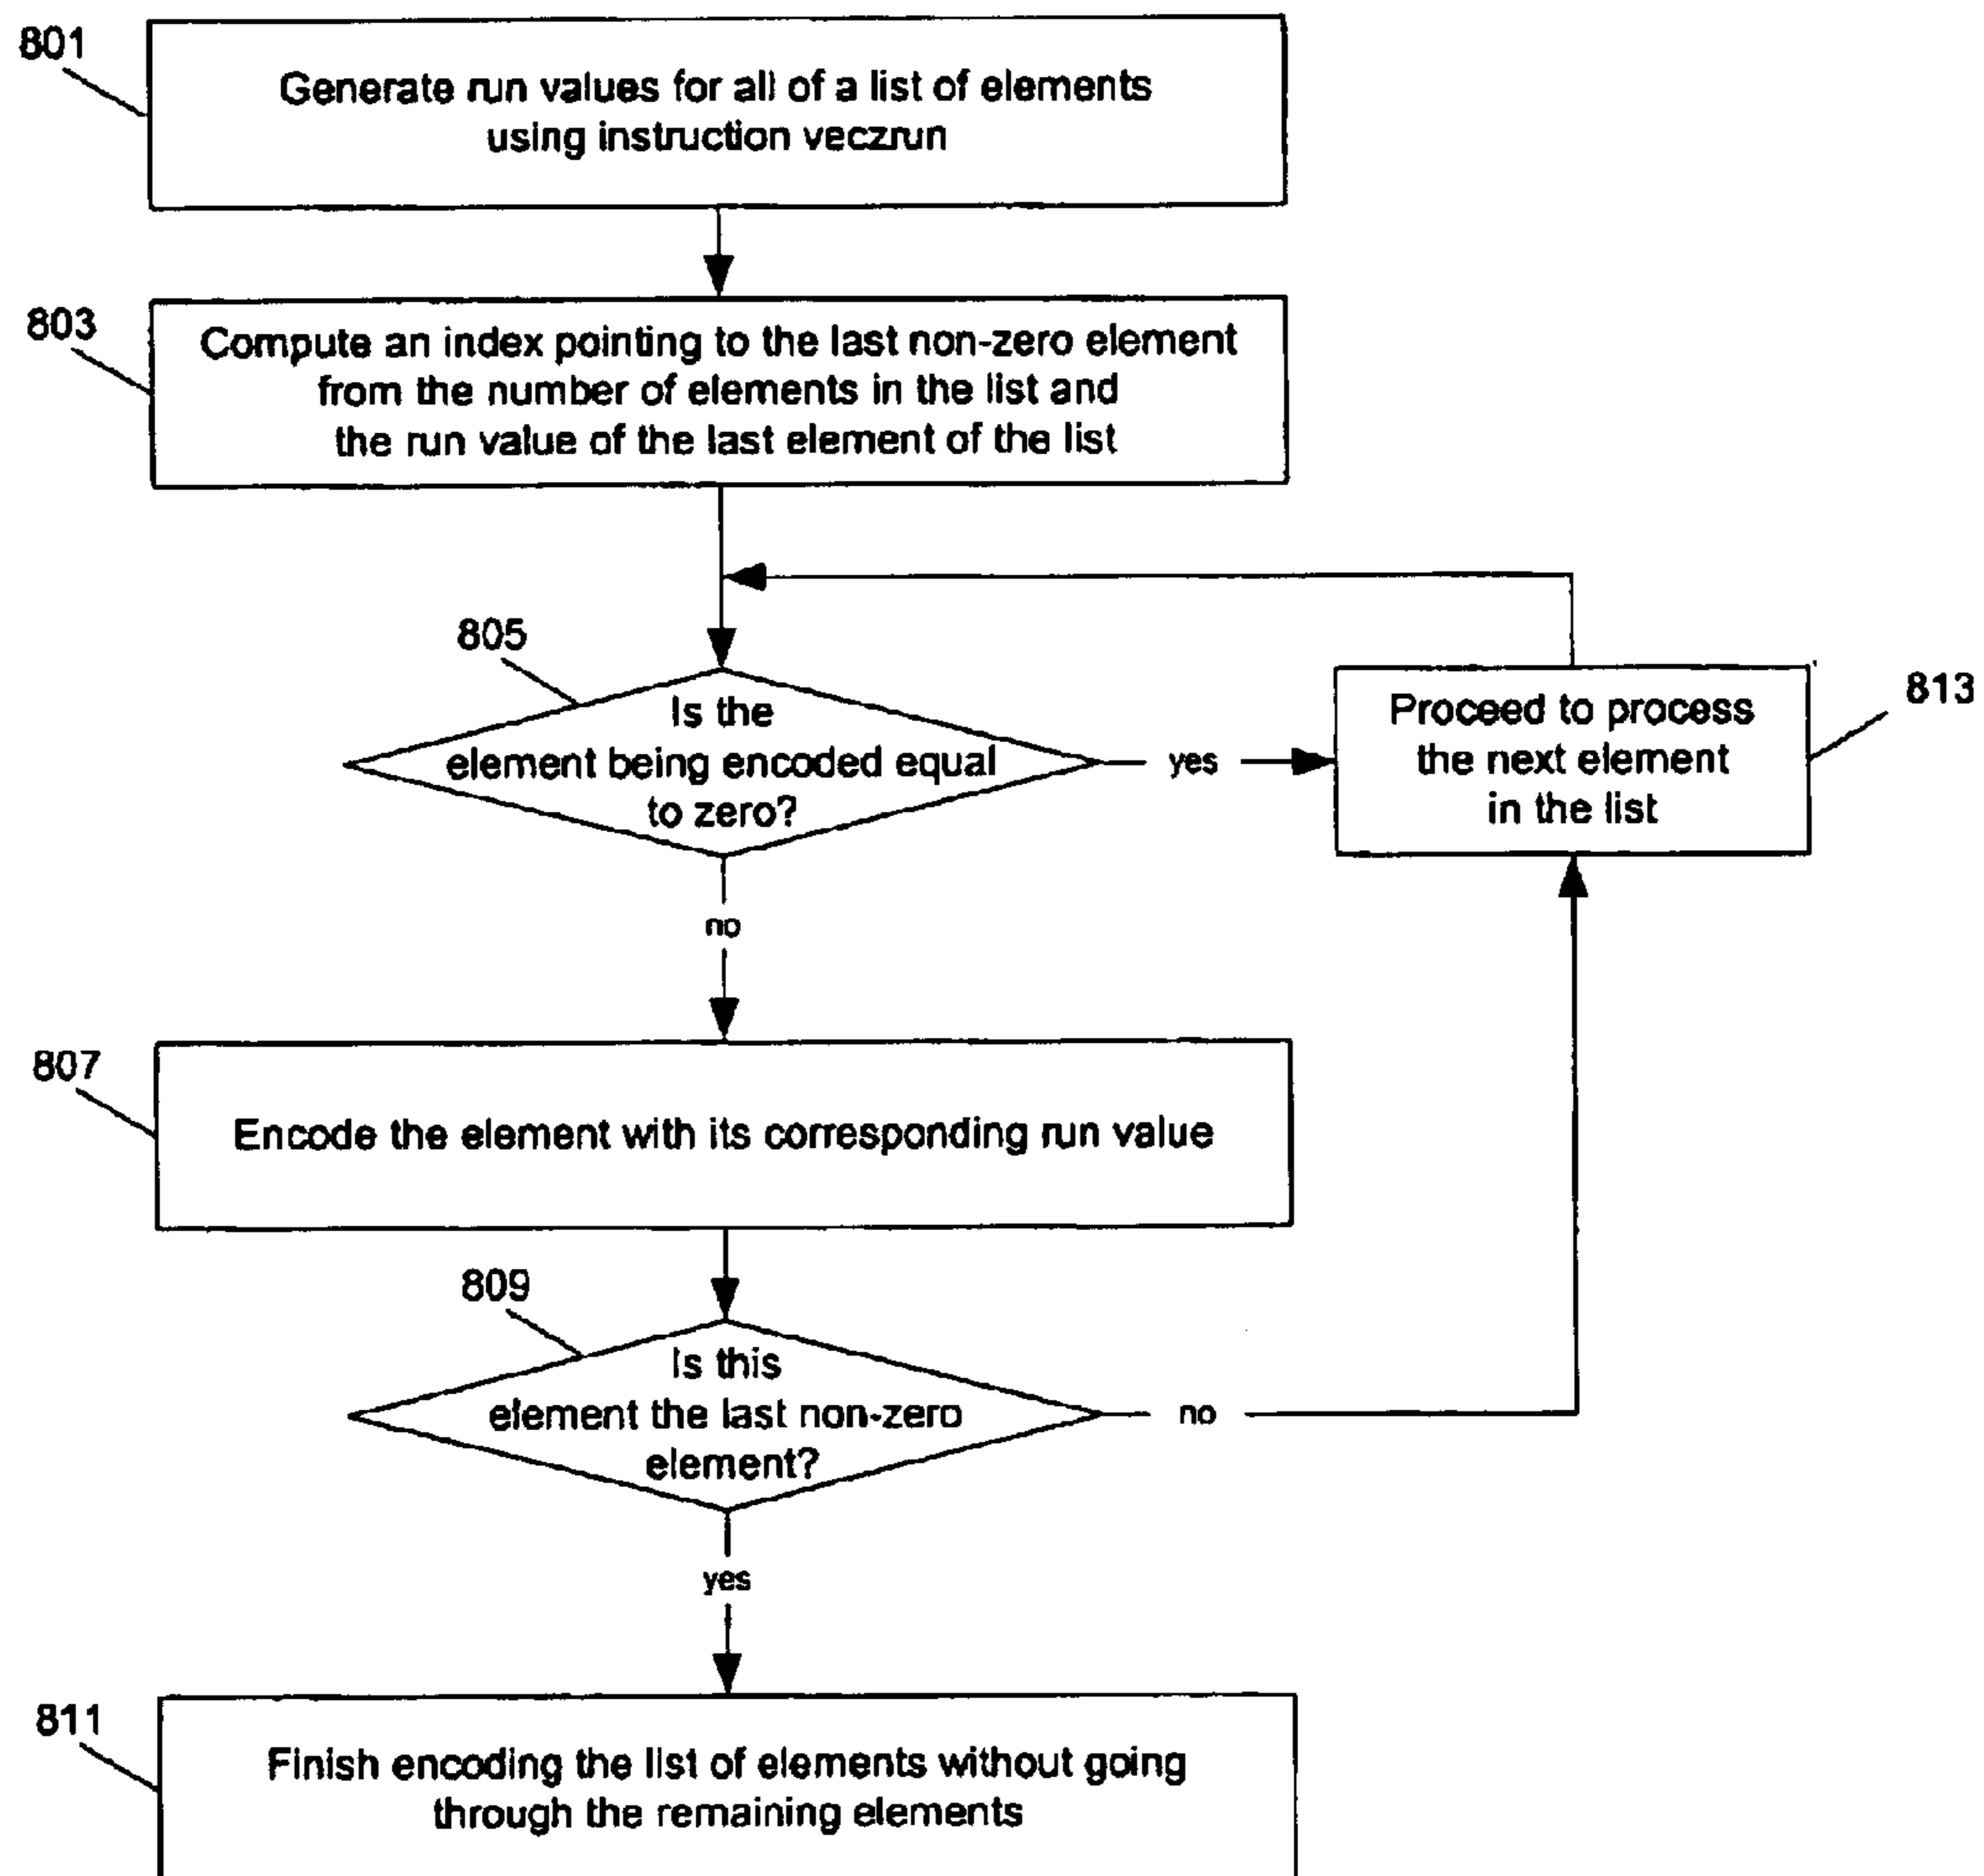 801
Generate run values for all of a list of elements
using instruction veczrun
803
Compute an index pointing to the last non-zero element
from the number of elements in the list and
the run value of the last element of the list
805
Is the
element being encoded equal
to zero?
yes
Proceed to process
the next element
in the list
813
no
807
Encode the element with its corresponding run value
809
Is this
element the last non-zero
element?
no
yes
811
Finish encoding the list of elements without going
through the remaining elements